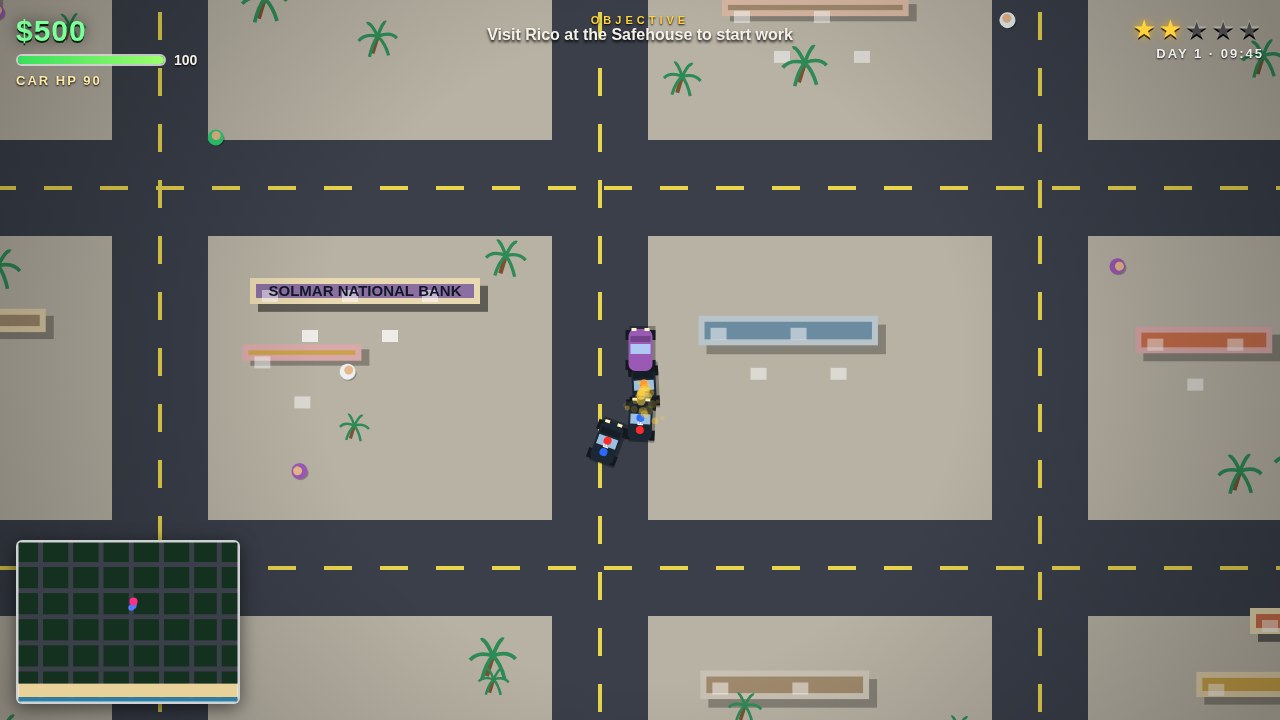 $500
100
CAR HP 90
OBJECTIVE
Visit Rico at the Safehouse to start work
DAY 1 · 09:45
SOLMAR NATIONAL BANK